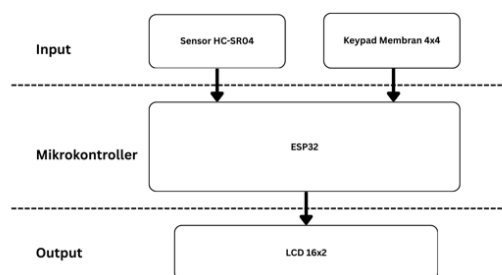 Sensor HC-SR04
Keypad Membran 4x4
Input
ESP32
Mikrokontroller
Output
LCD 16x2